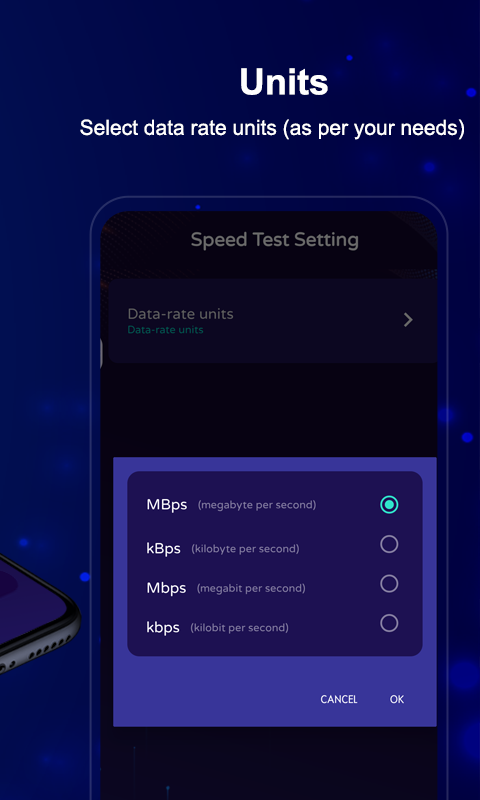 Units
Select data rate units (as per your needs)
Speed Test Setting
Data-rate units
Data-rate units
MBps (megabyte per second)
kBps (kilobyte per second)
Mbps (megabit per second)
kbps (kilobit per second)
CANCEL OK